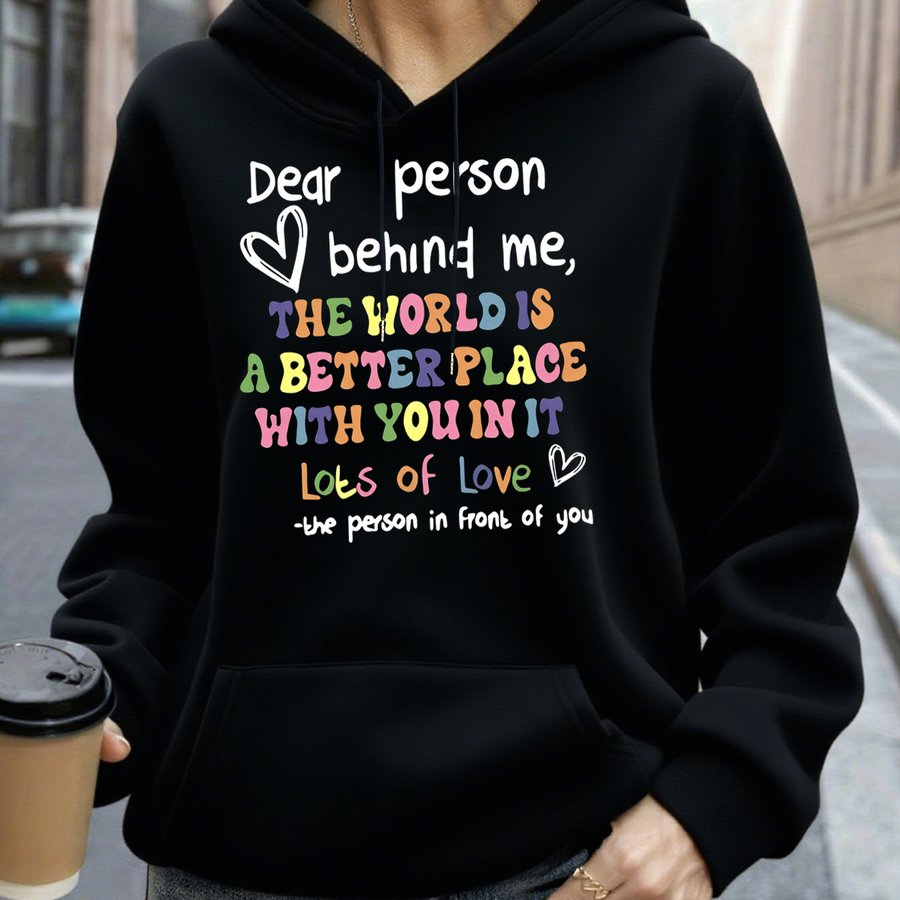 Dear person
behind me,
THE WORLD IS
A BETTER PLACE
WITH YOU IN IT
Lots of Love
-the person in front of you